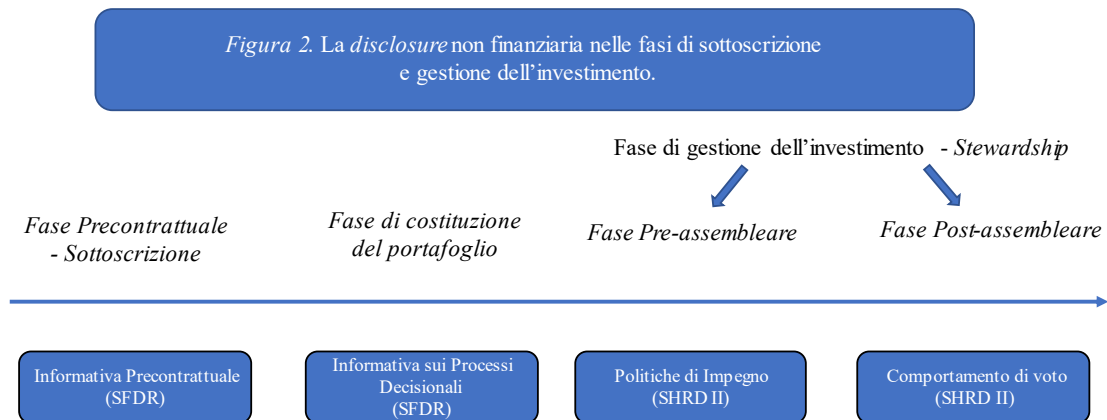 Figura 2. La disclosure non finanziaria nelle fasi di sottoscrizione
e gestione dell'investimento.
Fase di gestione dell'investimento - Stewardship
Fase Precontrattuale
- Sottoscrizione
Fase di costituzione
del portafoglio
Fase Pre-assembleare
Fase Post-assembleare
Informativa Precontrattuale
(SFDR)
Informativa sui Processi
Decisionali
(SFDR)
Politiche di Impegno
(SHRD II)
Comportamento di voto
(SHRD II)